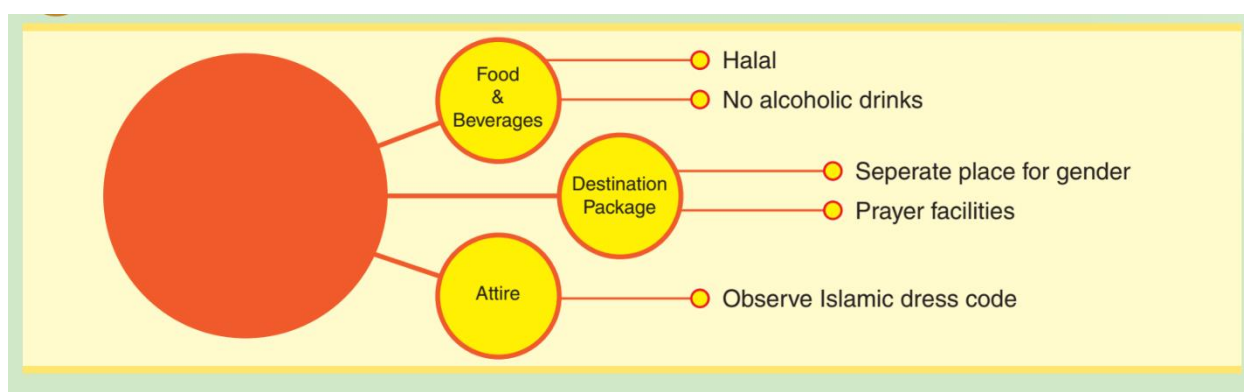 Food
&
Beverages
Halal
No alcoholic drinks
Destination
Package
Seperate place for gender
Prayer facilities
Attire
Observe Islamic dress code